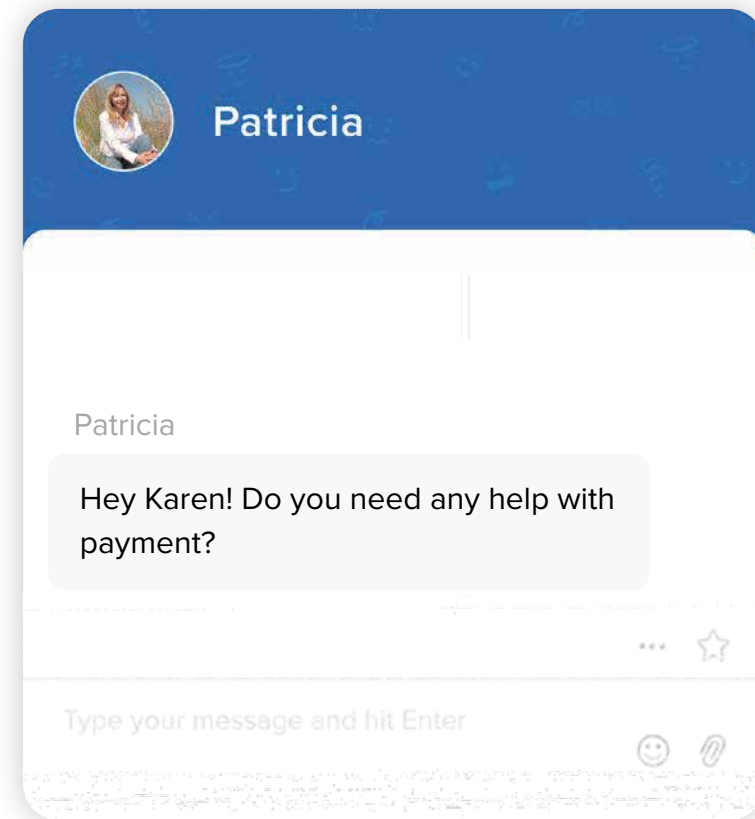 Patricia
Patricia
Hey Karen! Do you need any help with
payment?
Type your message and hit Enter